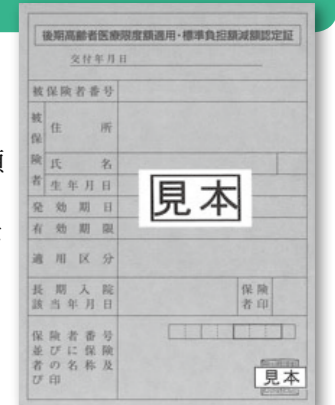 後期高齢者医療限度額適用・標準負担額減額認定証
交付年月日
被保険者番号
被保険者
住所
氏名
生年月日
発効期日
有効期限
適用区分
長期入院
該当年月日
保険
者印
保険者番号
並びに保険
者の名称及
び印
見本
見本